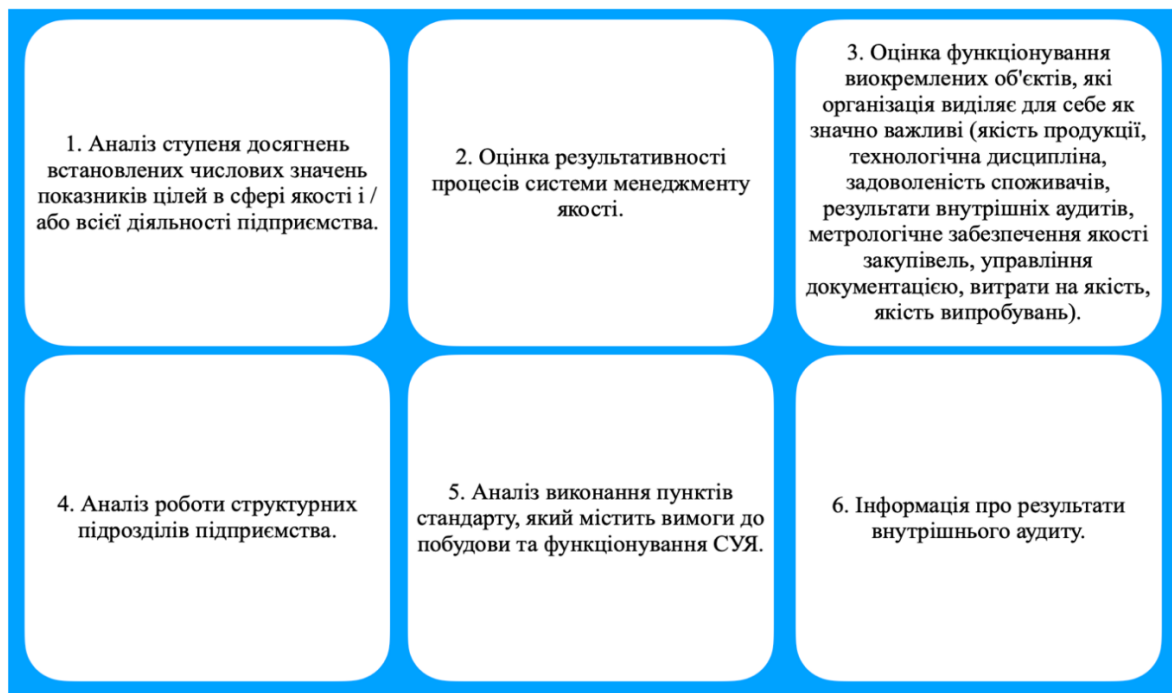 1. Аналіз ступеня досягнень
встановлених числових значень
показників цілей в сфері якості і /
або всієї діяльності підприємства.
2. Оцінка результативності
процесів системи менеджменту
якості.
3. Оцінка функціонування
виокремлених об'єктів, які
організація виділяє для себе як
значно важливі (якість продукції,
технологічна дисципліна,
задоволеність споживачів,
результати внутрішніх аудитів,
метрологічне забезпечення якості
закупівель, управління
документацією, витрати на якість,
якість випробувань).
4. Аналіз роботи структурних
підрозділів підприємства.
5. Аналіз виконання пунктів
стандарту, який містить вимоги до
побудови та функціонування СУЯ.
6. Інформація про результати
внутрішнього аудиту.